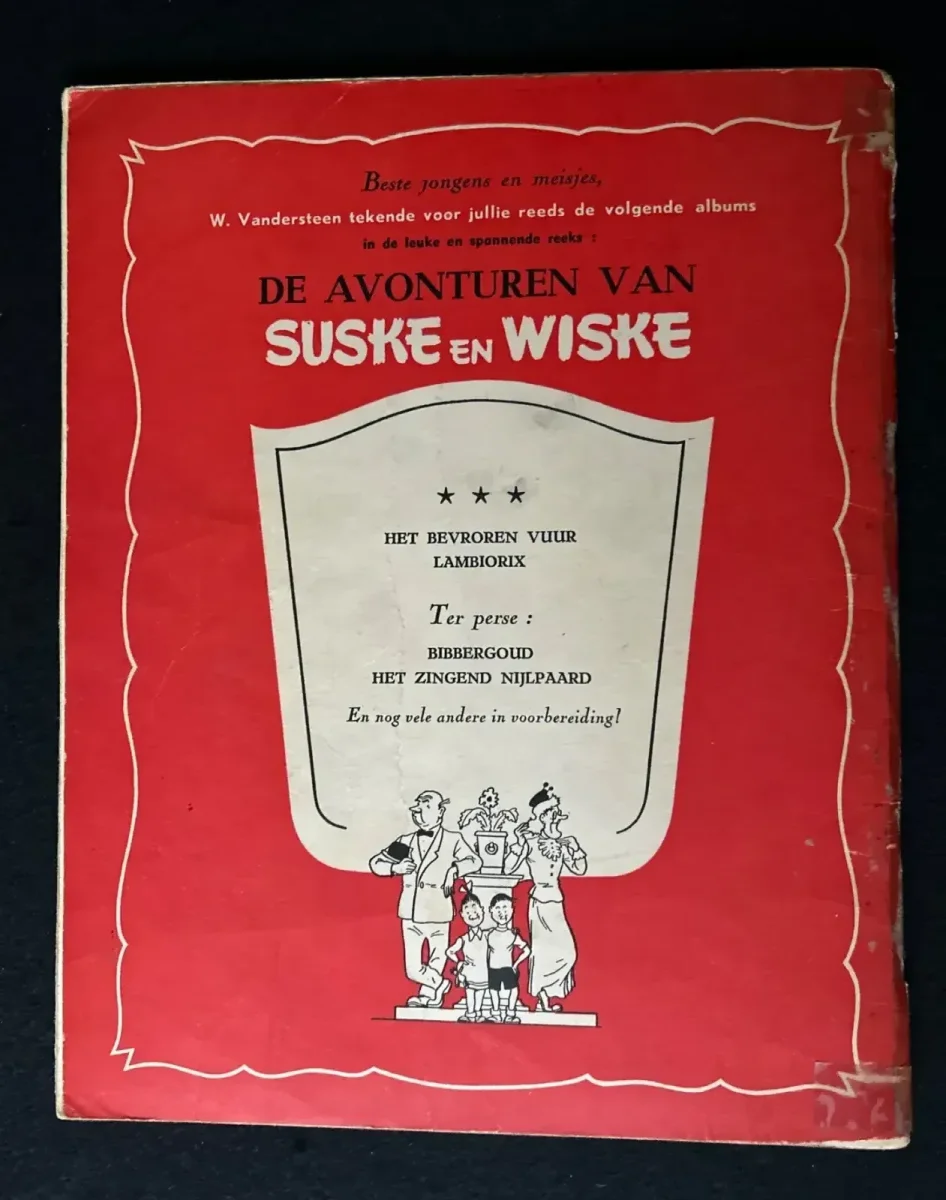 Beste jongens en meisjes,
W. Vandersteen tekende voor jullie reeds de volgende albums
in de leuke en spannende reeks :
DE AVONTUREN VAN
SUSKE EN WISKE
★ ★ ★
HET BEVROREN VUUR
LAMBIORIX
Ter perse :
BIBBERGOUD
HET ZINGEND NIJLPAARD
En nog vele andere in voorbereiding!